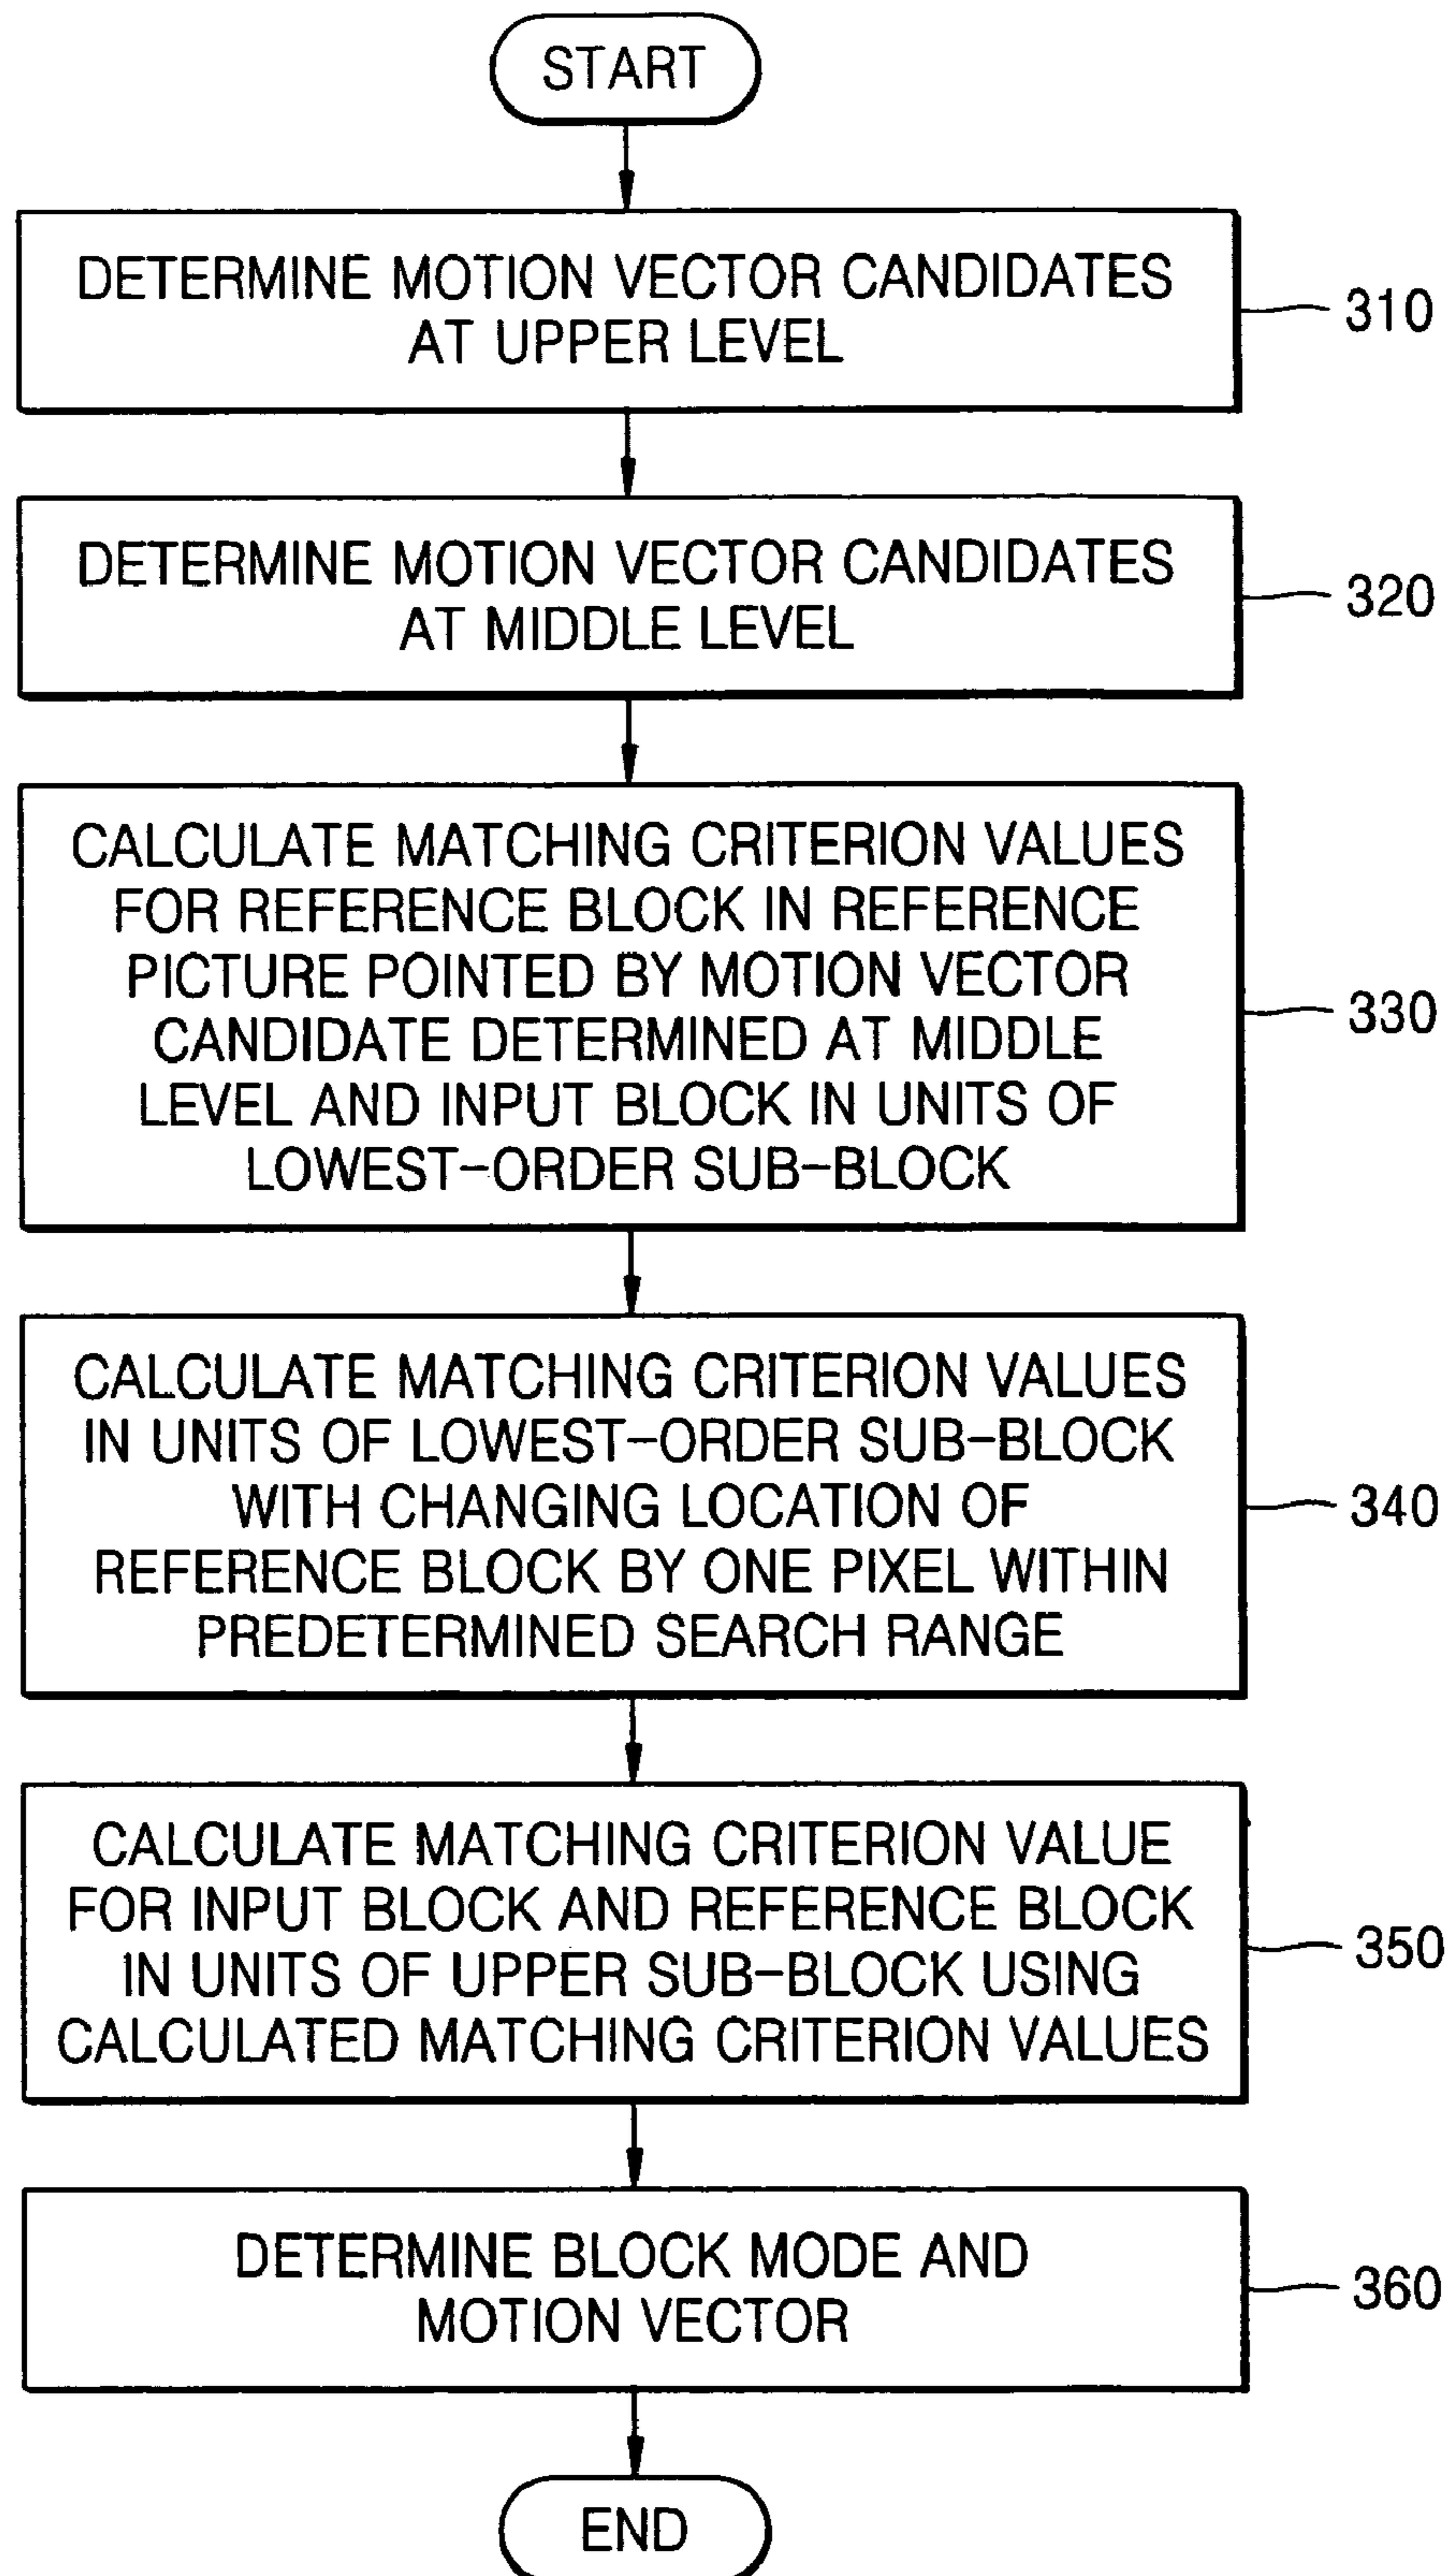 START
DETERMINE MOTION VECTOR CANDIDATES
AT UPPER LEVEL
310
DETERMINE MOTION VECTOR CANDIDATES
AT MIDDLE LEVEL
320
CALCULATE MATCHING CRITERION VALUES
FOR REFERENCE BLOCK IN REFERENCE
PICTURE POINTED BY MOTION VECTOR
CANDIDATE DETERMINED AT MIDDLE
LEVEL AND INPUT BLOCK IN UNITS OF
LOWEST-ORDER SUB-BLOCK
330
CALCULATE MATCHING CRITERION VALUES
IN UNITS OF LOWEST-ORDER SUB-BLOCK
WITH CHANGING LOCATION OF
REFERENCE BLOCK BY ONE PIXEL WITHIN
PREDETERMINED SEARCH RANGE
340
CALCULATE MATCHING CRITERION VALUE
FOR INPUT BLOCK AND REFERENCE BLOCK
IN UNITS OF UPPER SUB-BLOCK USING
CALCULATED MATCHING CRITERION VALUES
350
DETERMINE BLOCK MODE AND
MOTION VECTOR
360
END